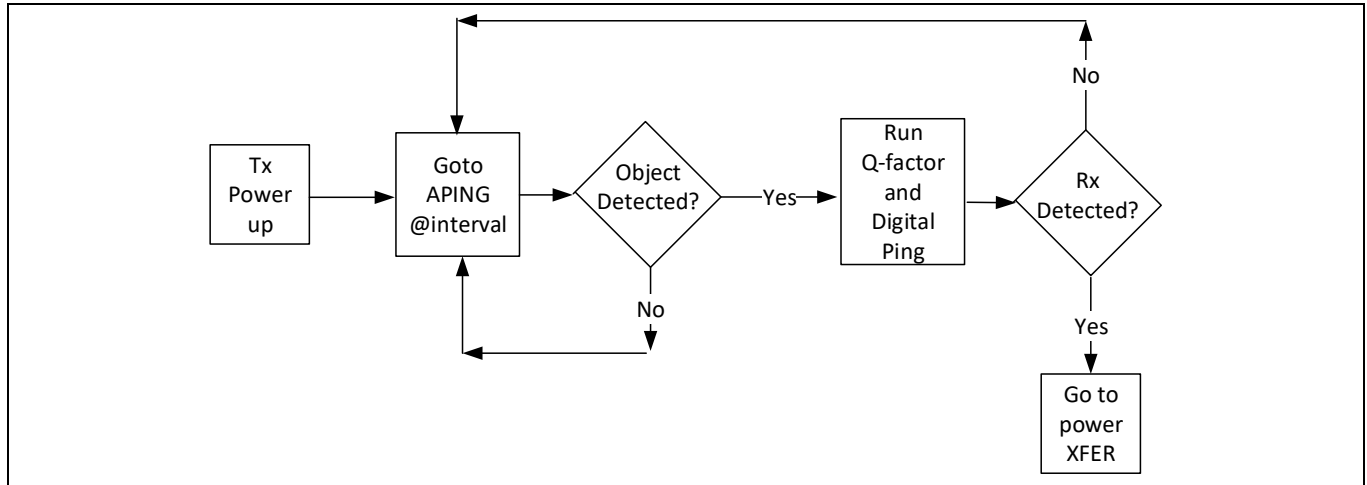 Tx
Power
up
Goto
APING
@interval
Object
Detected?
Yes
No
Run
Q-factor
and
Digital
Ping
Rx
Detected?
No
Yes
Go to
power
XFER